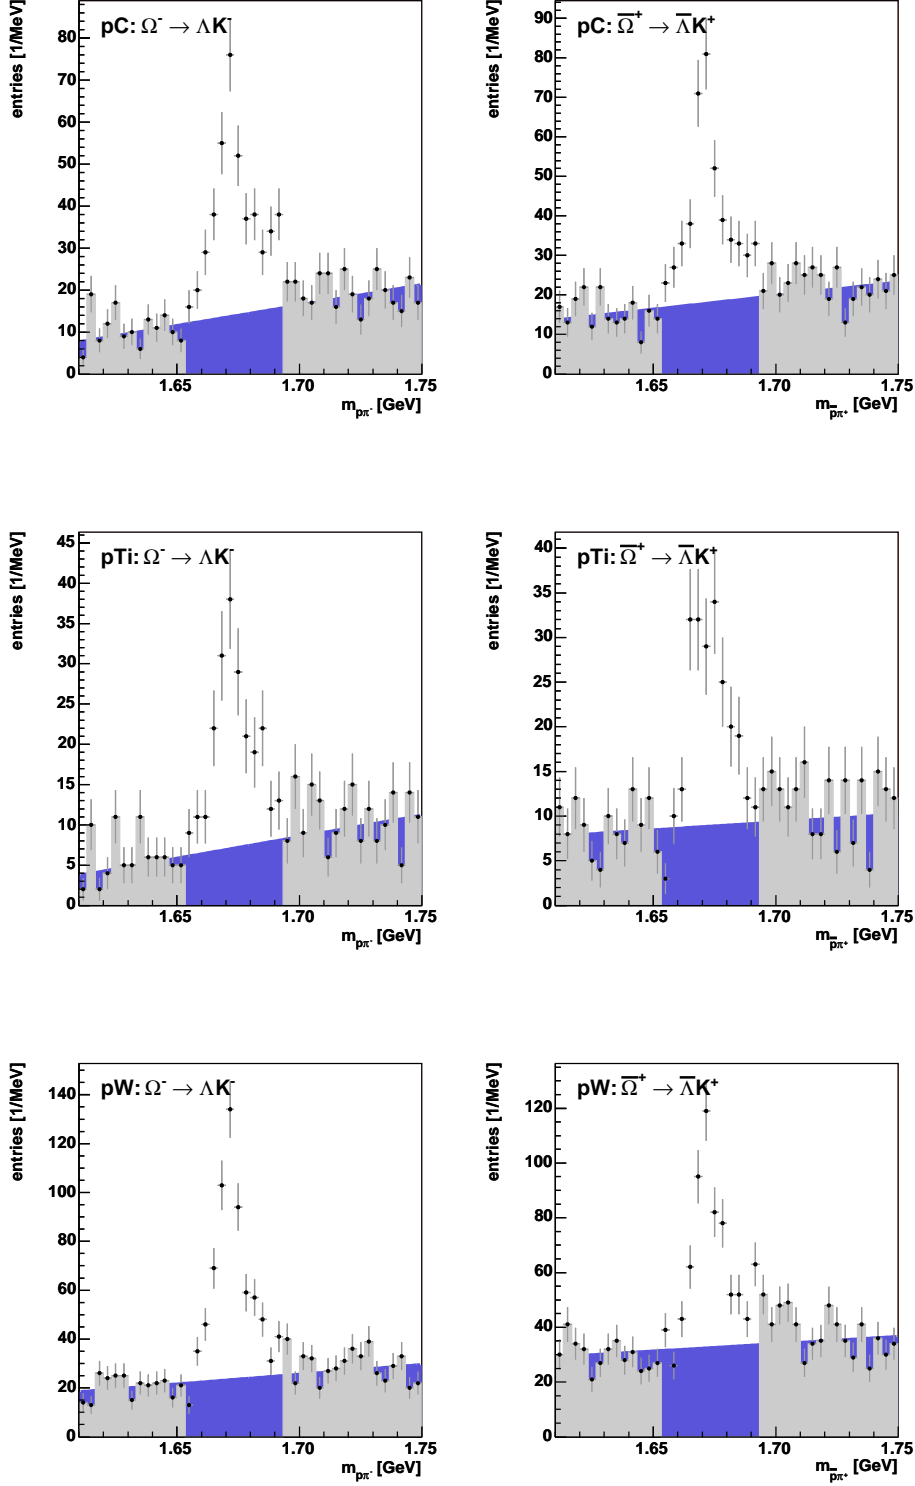 pC: Ω⁻ → ΛK⁻
entries [1/MeV]
80
70
60
50
40
30
20
10
0
1.65 1.70 1.75
m_pπ⁻ [GeV]
pC: Ω̅⁺ → Λ̅K⁺
entries [1/MeV]
90
80
70
60
50
40
30
20
10
0
1.65 1.70 1.75
m_p̅π⁺ [GeV]
pTi: Ω⁻ → ΛK⁻
entries [1/MeV]
45
40
35
30
25
20
15
10
5
0
1.65 1.70 1.75
m_pπ⁻ [GeV]
pTi: Ω̅⁺ → Λ̅K⁺
entries [1/MeV]
40
35
30
25
20
15
10
5
0
1.65 1.70 1.75
m_p̅π⁺ [GeV]
pW: Ω⁻ → ΛK⁻
entries [1/MeV]
140
120
100
80
60
40
20
0
1.65 1.70 1.75
m_pπ⁻ [GeV]
pW: Ω̅⁺ → Λ̅K⁺
entries [1/MeV]
120
100
80
60
40
20
0
1.65 1.70 1.75
m_p̅π⁺ [GeV]